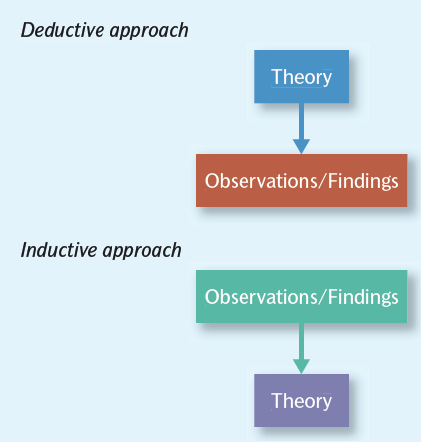 Deductive approach
Theory
Observations/Findings
Inductive approach
Observations/Findings
Theory